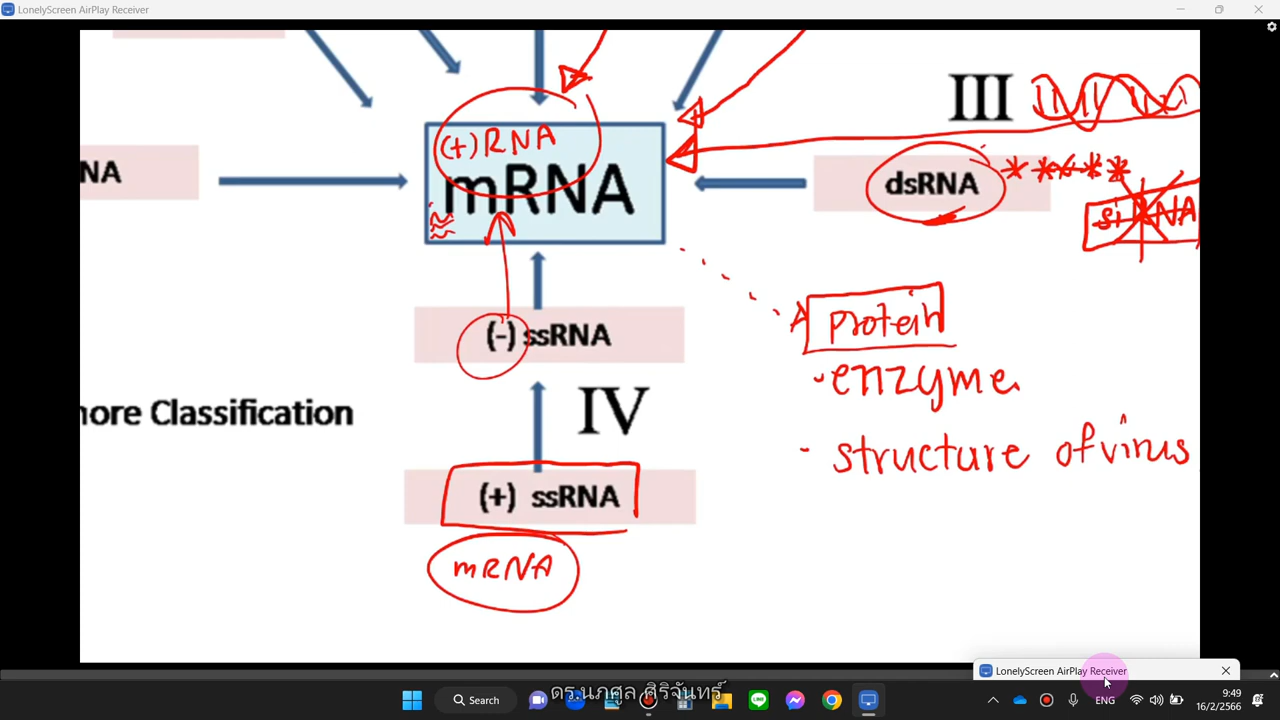 LonelyScreen AirPlay Receiver
III
(+)RNA
mRNA
NA
dsRNA
siRNA
(-) ssRNA
protein
enzyme
IV
more Classification
structure of virus
(+) ssRNA
mRNA
LonelyScreen AirPlay Receiver
Search
ดร.นภศูล ศิริจันทร์
ENG
9:49
16/2/2566